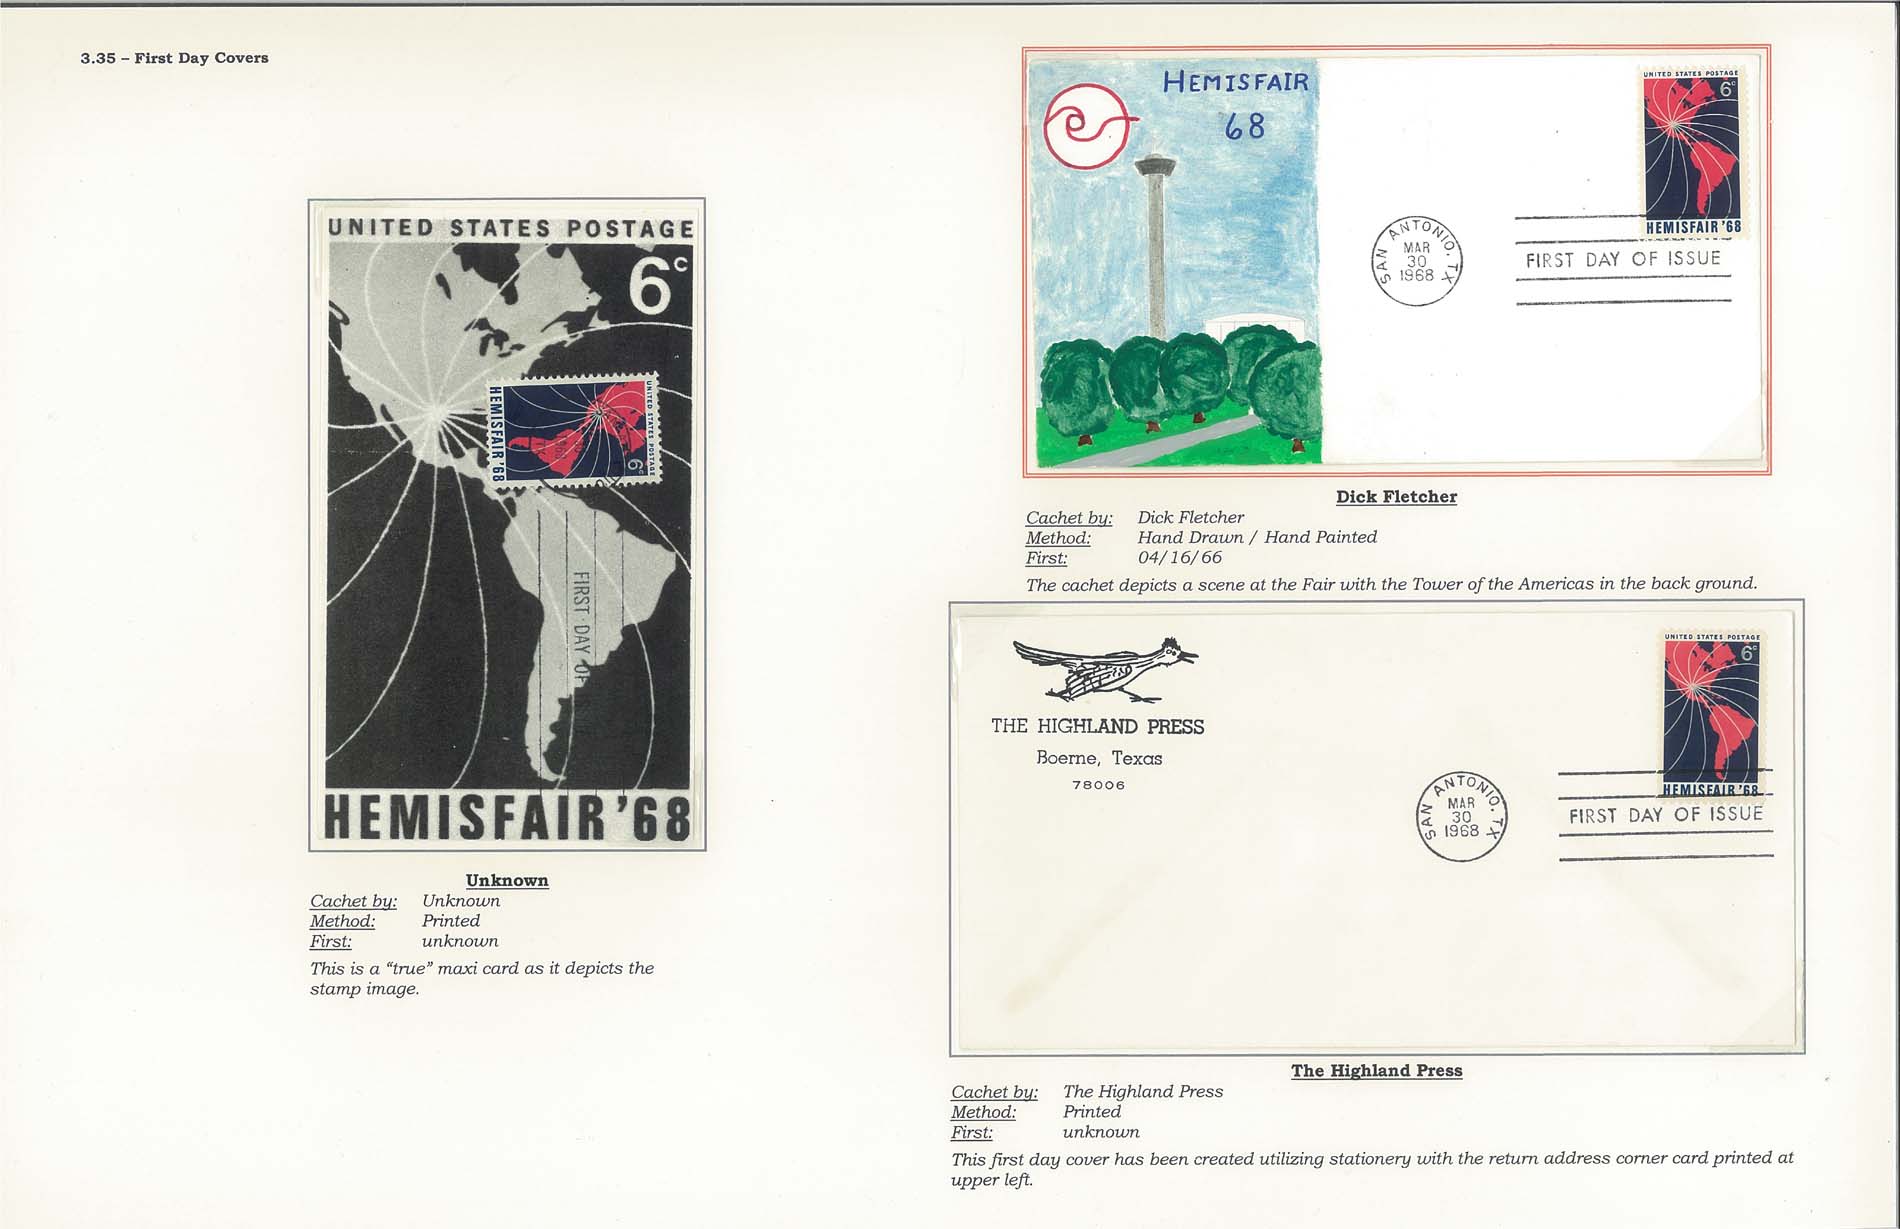 3.35 – First Day Covers
UNITED STATES POSTAGE
6c
HEMISFAIR '68
UNITED STATES POSTAGE
6c
FIRST DAY OF
HEMISFAIR '68
Unknown
Cachet by: Unknown
Method: Printed
First: unknown
This is a “true” maxi card as it depicts the
stamp image.
HEMISFAIR
68
UNITED STATES POSTAGE
6c
HEMISFAIR '68
SAN ANTONIO, TX
MAR
30
1968
FIRST DAY OF ISSUE
Dick Fletcher
Cachet by: Dick Fletcher
Method: Hand Drawn / Hand Painted
First: 04/16/66
The cachet depicts a scene at the Fair with the Tower of the Americas in the back ground.
THE HIGHLAND PRESS
Boerne, Texas
78006
UNITED STATES POSTAGE
6c
HEMISFAIR '68
SAN ANTONIO, TX
MAR
30
1968
FIRST DAY OF ISSUE
The Highland Press
Cachet by: The Highland Press
Method: Printed
First: unknown
This first day cover has been created utilizing stationery with the return address corner card printed at
upper left.